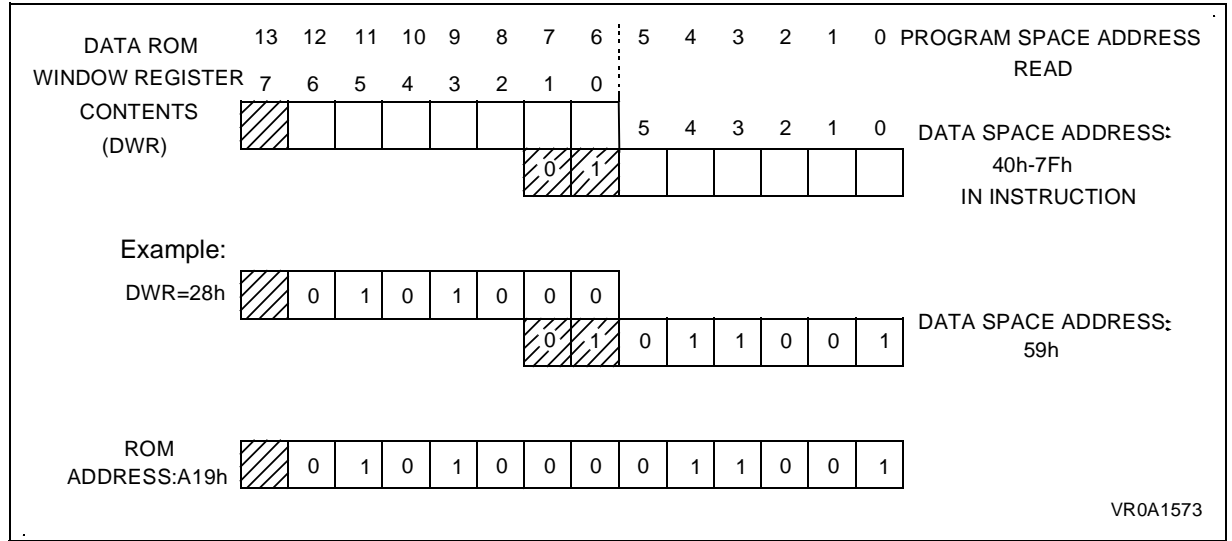 DATA ROM 13 12 11 10 9 8 7 6 5 4 3 2 1 0 PROGRAM SPACE ADDRESS
WINDOW REGISTER 7 6 5 4 3 2 1 0 READ
CONTENTS 5 4 3 2 1 0 DATA SPACE ADDRESS:
(DWR)
0 1 40h-7Fh
IN INSTRUCTION
Example:
DWR=28h 0 1 0 1 0 0 0
0 1 0 1 1 0 0 1 DATA SPACE ADDRESS:
59h
ROM
ADDRESS:A19h 0 1 0 1 0 0 0 0 1 1 0 0 1
VR0A1573